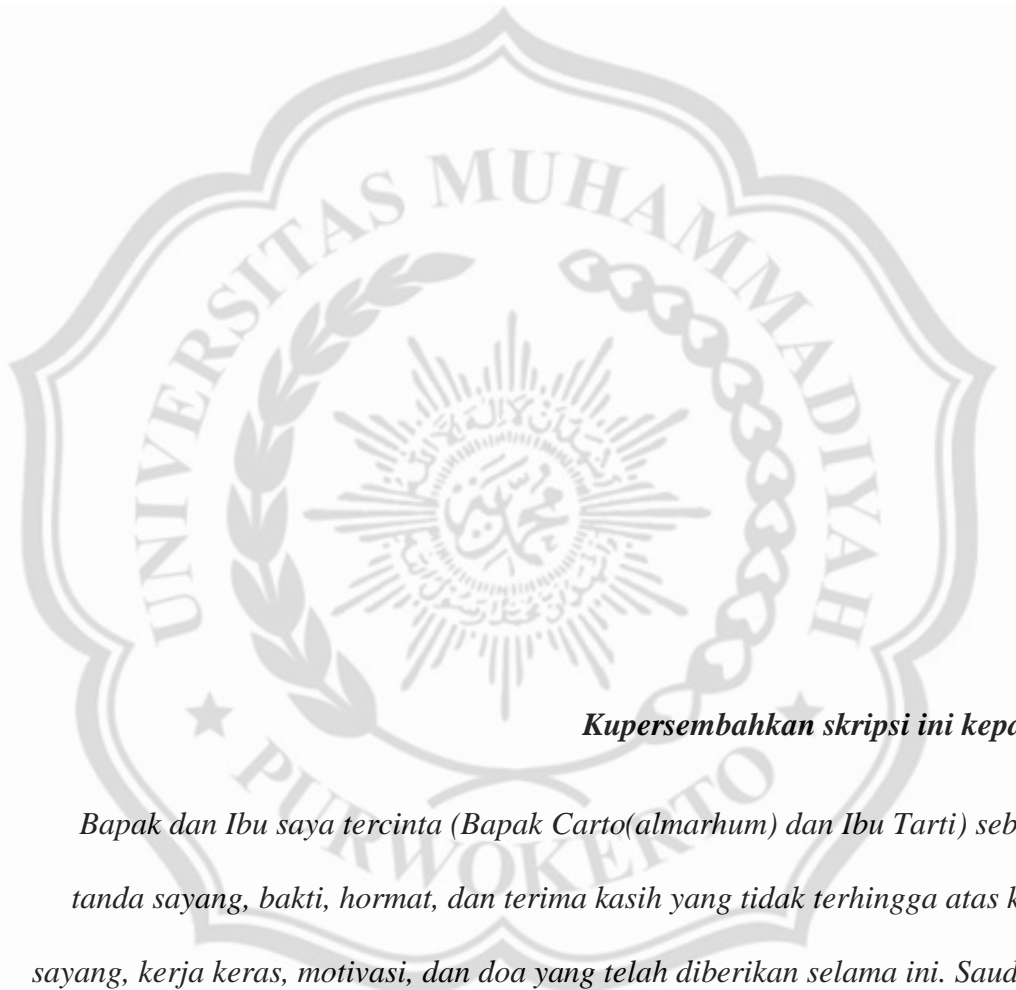 UNIVERSITAS MUHAMMADIYAH
PURWOKERTO
Kupersembahkan skripsi ini kepa
Bapak dan Ibu saya tercinta (Bapak Carto(almarhum) dan Ibu Tarti) seb
tanda sayang, bakti, hormat, dan terima kasih yang tidak terhingga atas k
sayang, kerja keras, motivasi, dan doa yang telah diberikan selama ini. Saud